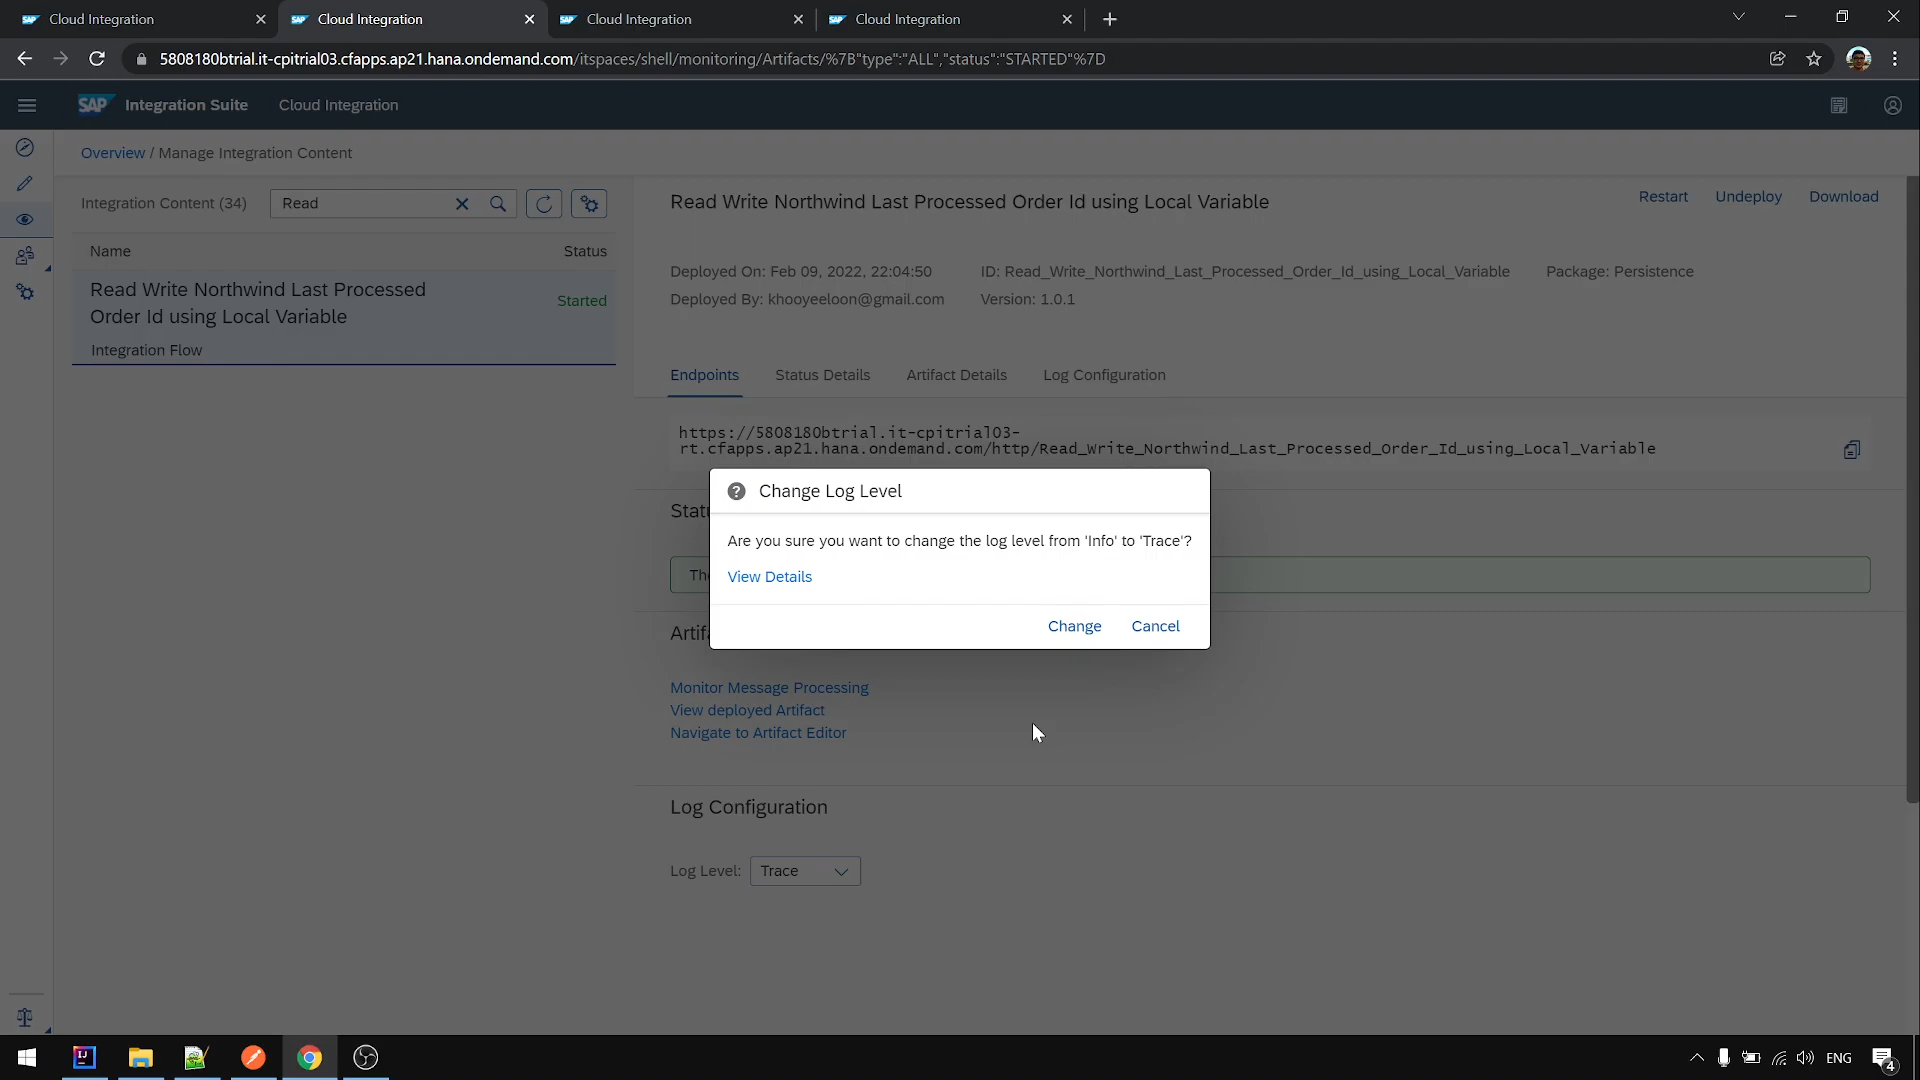 SAP Cloud Integration
SAP Cloud Integration
SAP Cloud Integration
SAP Cloud Integration
5808180btrial.it-cpitrial03.cfapps.ap21.hana.ondemand.com/itspaces/shell/monitoring/Artifacts/%7B"type":"ALL","status":"STARTED"%7D
SAP Integration Suite Cloud Integration
Overview / Manage Integration Content
Integration Content (34) Read
Name Status
Read Write Northwind Last Processed
Order Id using Local Variable
Started
Integration Flow
Read Write Northwind Last Processed Order Id using Local Variable
Restart Undeploy Download
Deployed On: Feb 09, 2022, 22:04:50 ID: Read_Write_Northwind_Last_Processed_Order_Id_using_Local_Variable Package: Persistence
Deployed By: khooyeeloon@gmail.com Version: 1.0.1
Endpoints Status Details Artifact Details Log Configuration
https://5808180btrial.it-cpitrial03-
rt.cfapps.ap21.hana.ondemand.com/http/Read_Write_Northwind_Last_Processed_Order_Id_using_Local_Variable
Change Log Level
Are you sure you want to change the log level from 'Info' to 'Trace'?
View Details
Change Cancel
Monitor Message Processing
View deployed Artifact
Navigate to Artifact Editor
Log Configuration
Log Level: Trace
ENG
4